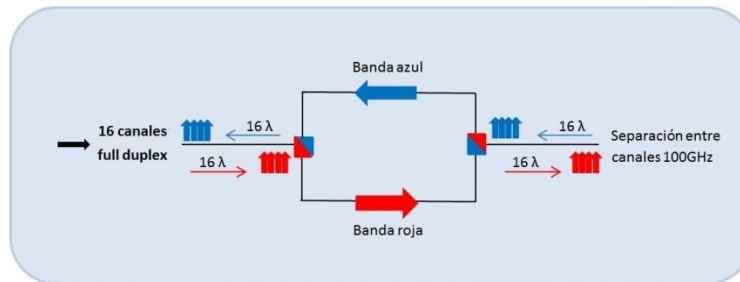 Banda azul
16 canales
full duplex
16 λ
16 λ
16 λ
16 λ
Separación entre
canales 100GHz
Banda roja